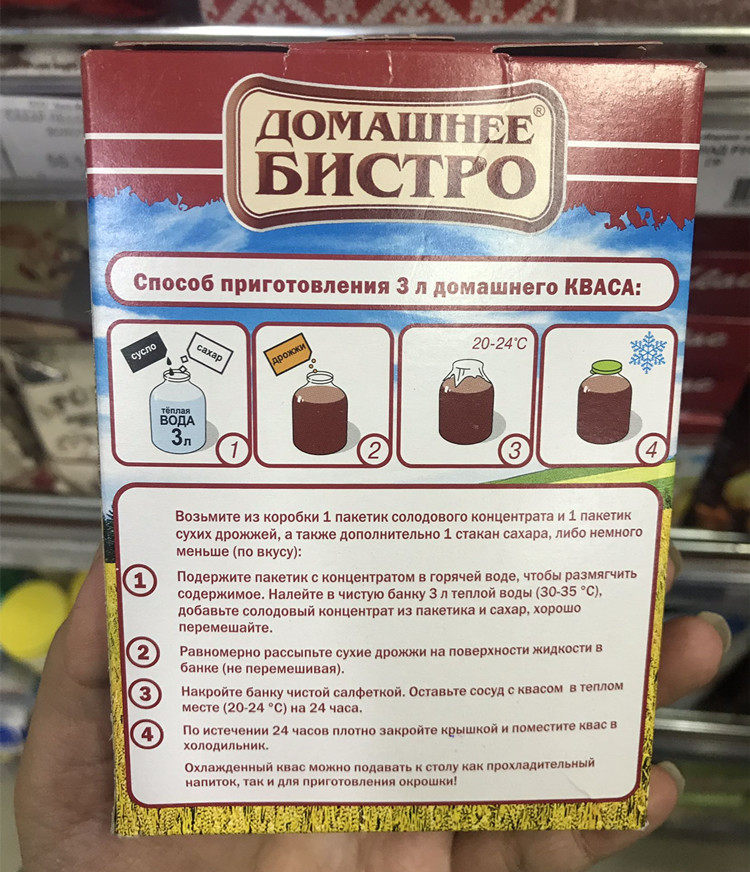 ДОМАШНЕЕ®
БИСТРО
Способ приготовления 3 л домашнего КВАСА:
сусло
сахар
тёплая
ВОДА
3 л
1
дрожжи
2
20-24°C
3
4
Возьмите из коробки 1 пакетик солодового концентрата и 1 пакетик
сухих дрожжей, а также дополнительно 1 стакан сахара, либо немного
меньше (по вкусу):
1 Подержите пакетик с концентратом в горячей воде, чтобы размягчить
содержимое. Налейте в чистую банку 3 л теплой воды (30-35 °C),
добавьте солодовый концентрат из пакетика и сахар, хорошо
перемешайте.
2 Равномерно рассыпьте сухие дрожжи на поверхности жидкости в
банке (не перемешивая).
3 Накройте банку чистой салфеткой. Оставьте сосуд с квасом в теплом
месте (20-24 °C) на 24 часа.
4 По истечении 24 часов плотно закройте крышкой и поместите квас в
холодильник.
Охлажденный квас можно подавать к столу как прохладительный
напиток, так и для приготовления окрошки!